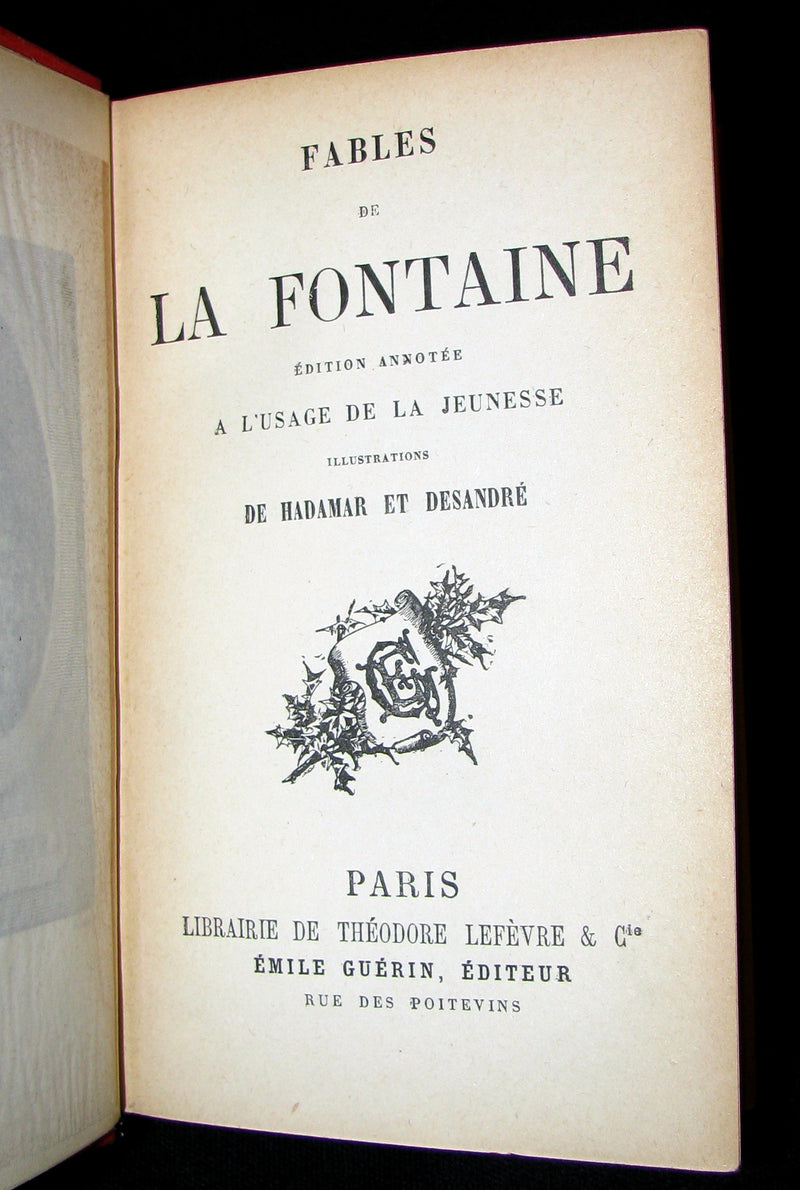 FABLES
DE
LA FONTAINE
ÉDITION ANNOTÉE
A L'USAGE DE LA JEUNESSE
ILLUSTRATIONS
DE HADAMAR ET DESANDRÉ
PARIS
LIBRAIRIE DE THÉODORE LEFÈVRE & Cie
ÉMILE GUÉRIN, ÉDITEUR
RUE DES POITEVINS